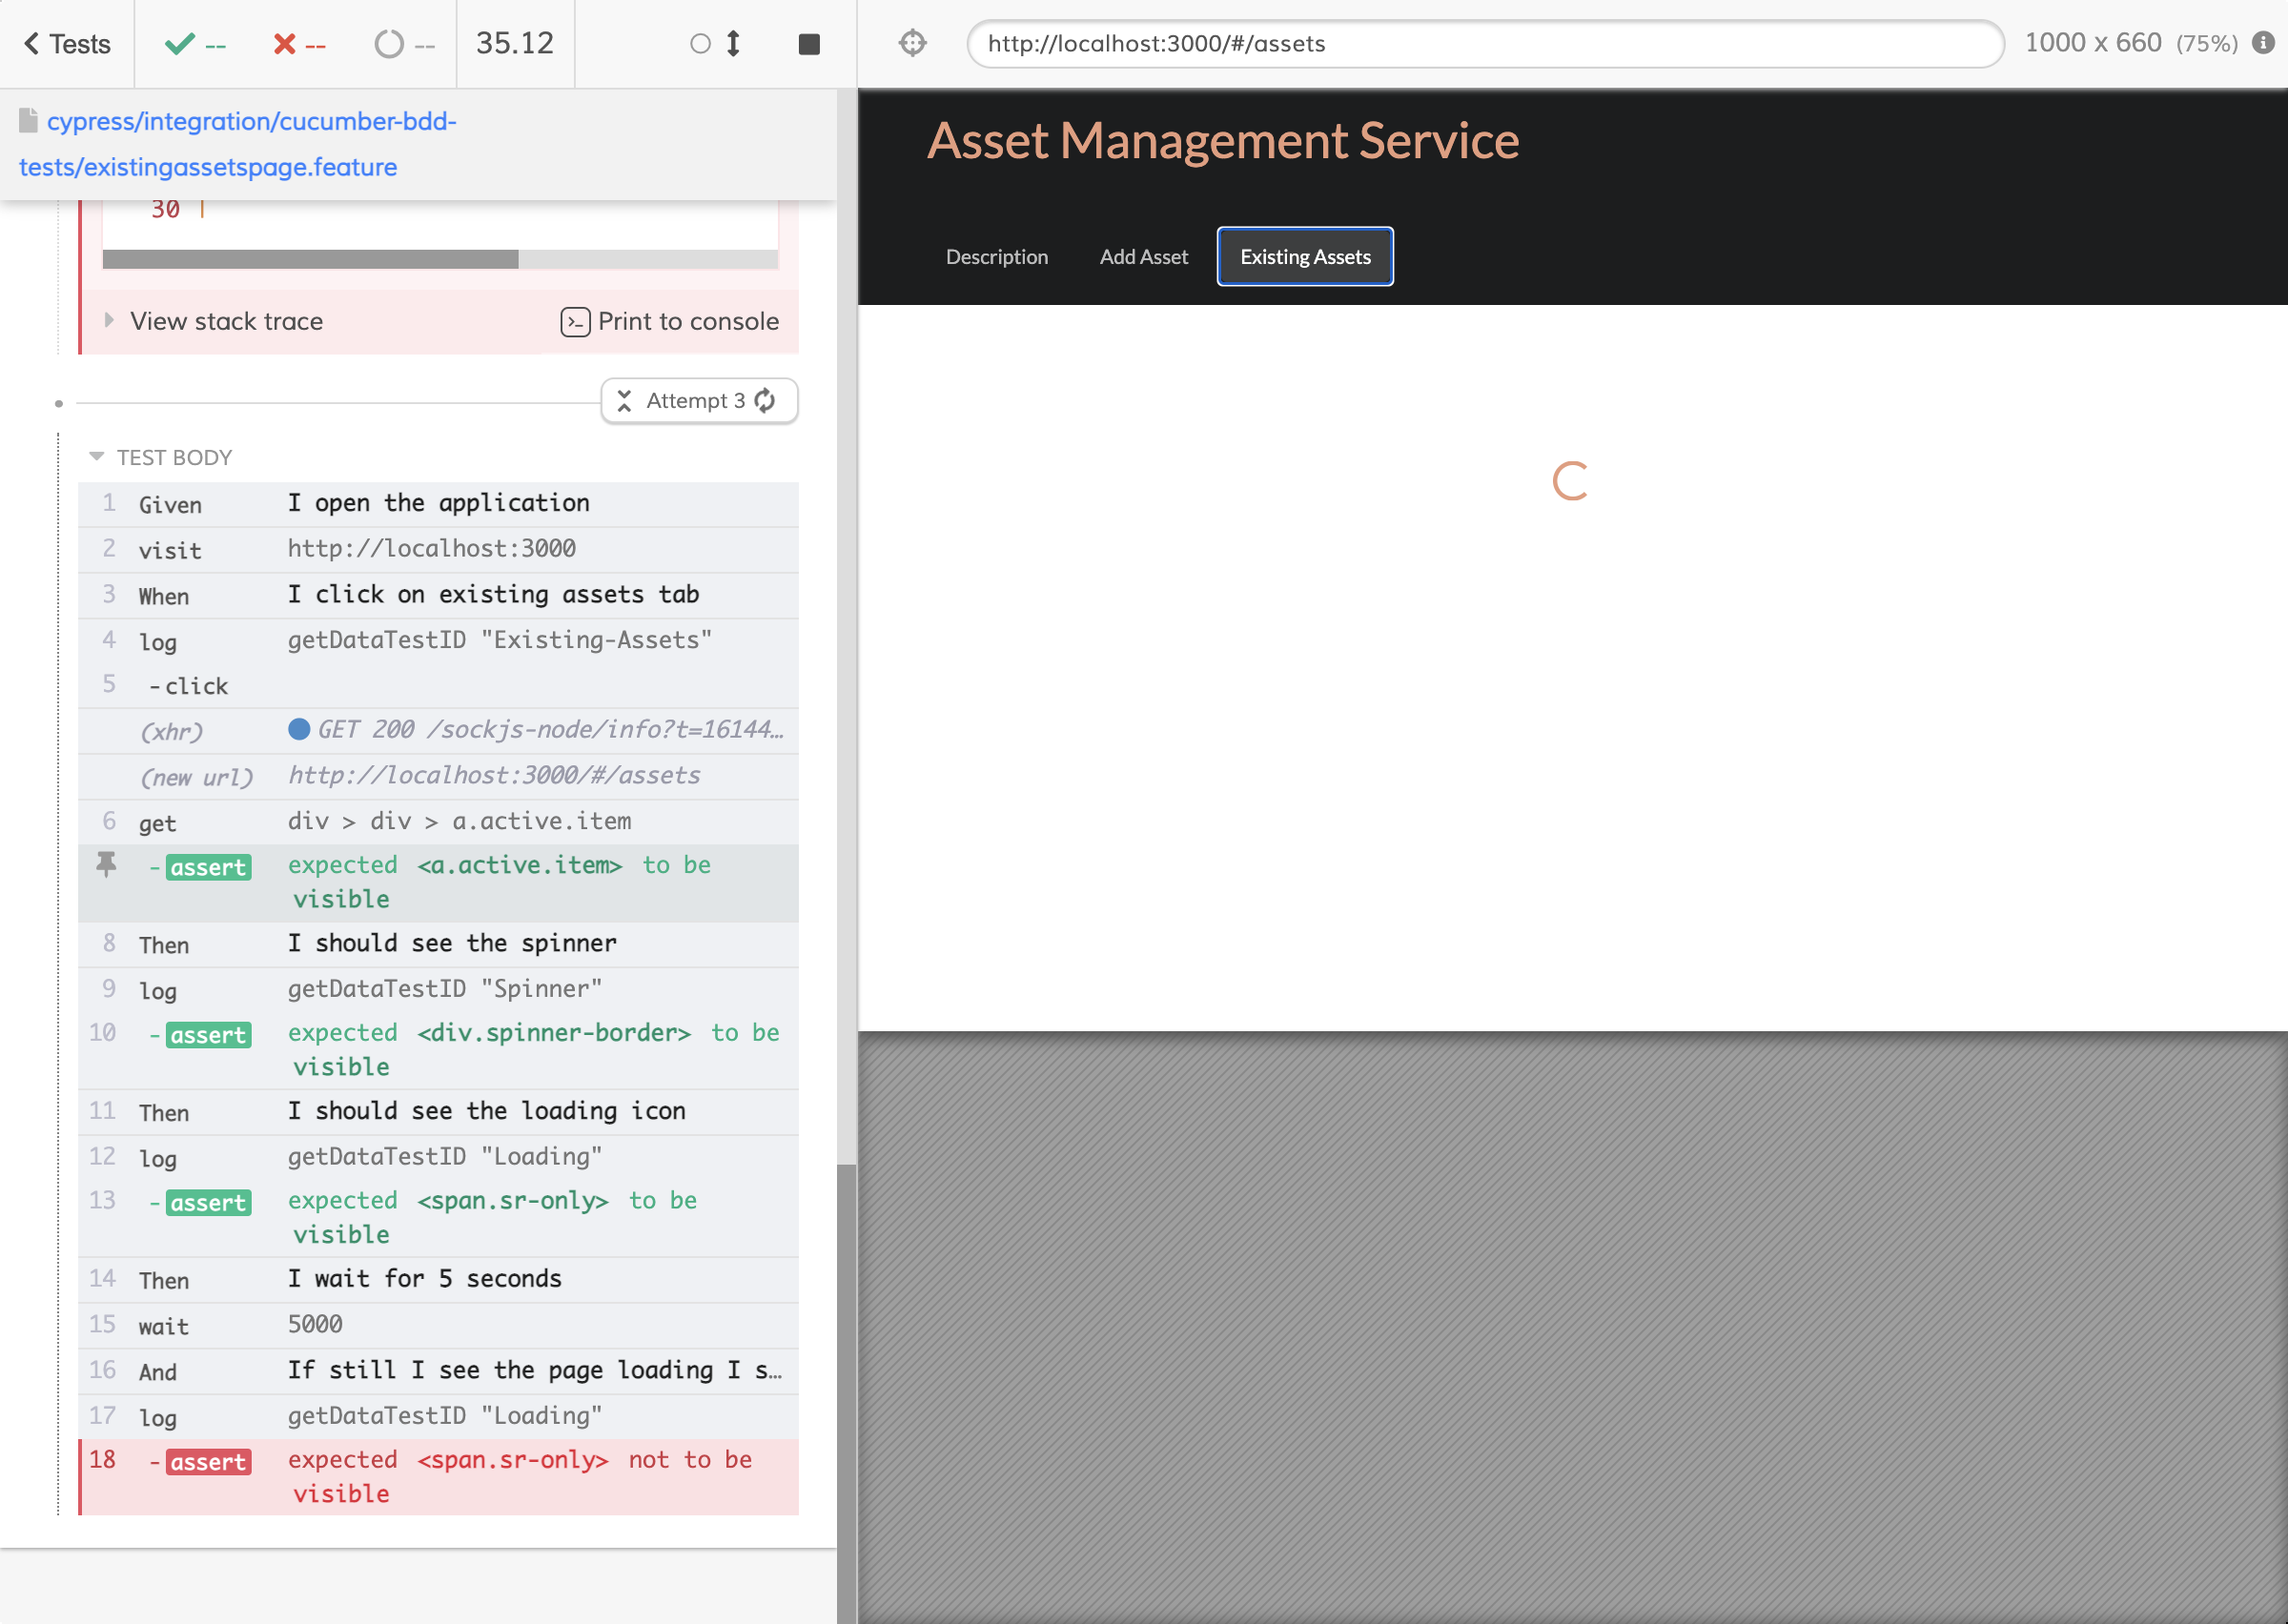 Tests
--
--
--
35.12
http://localhost:3000/#/assets
1000 x 660 (75%)
cypress/integration/cucumber-bdd-
tests/existingassetspage.feature
30 |
View stack trace
Print to console
Attempt 3
TEST BODY
1 Given I open the application
2 visit http://localhost:3000
3 When I click on existing assets tab
4 log getDataTestID "Existing-Assets"
5 -click
(xhr) GET 200 /sockjs-node/info?t=16144…
(new url) http://localhost:3000/#/assets
6 get div > div > a.active.item
-assert expected <a.active.item> to be
visible
8 Then I should see the spinner
9 log getDataTestID "Spinner"
10 -assert expected <div.spinner-border> to be
visible
11 Then I should see the loading icon
12 log getDataTestID "Loading"
13 -assert expected <span.sr-only> to be
visible
14 Then I wait for 5 seconds
15 wait 5000
16 And If still I see the page loading I s…
17 log getDataTestID "Loading"
18 -assert expected <span.sr-only> not to be
visible
Asset Management Service
Description
Add Asset
Existing Assets